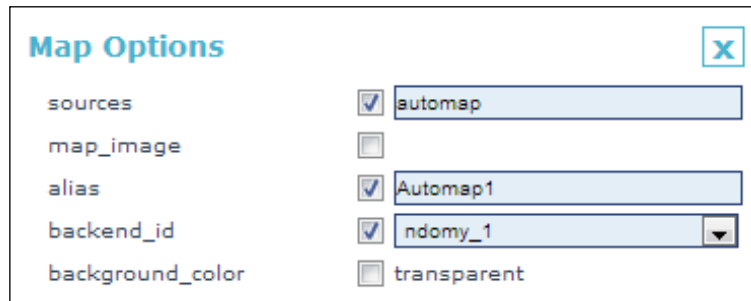 Map Options x
sources automap
map_image
alias Automap1
backend_id ndomy_1
background_color transparent